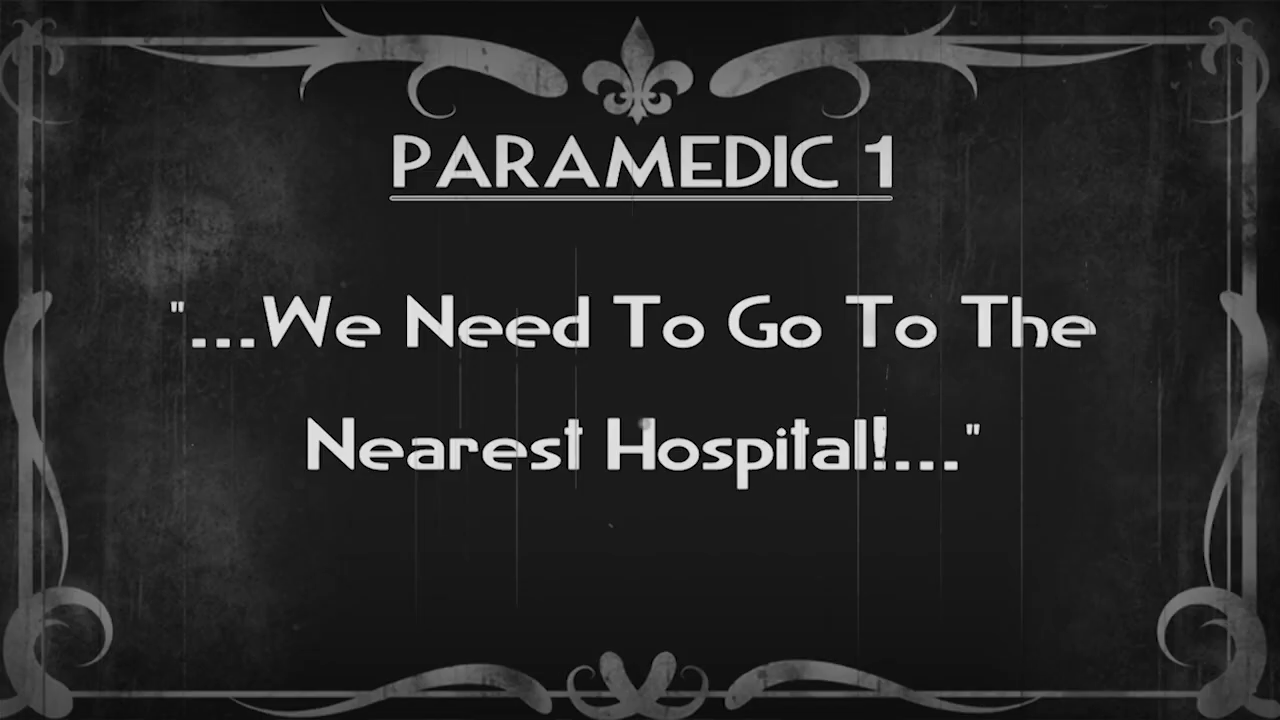 PARAMEDIC 1
"...We Need To Go To The
Nearest Hospital!..."